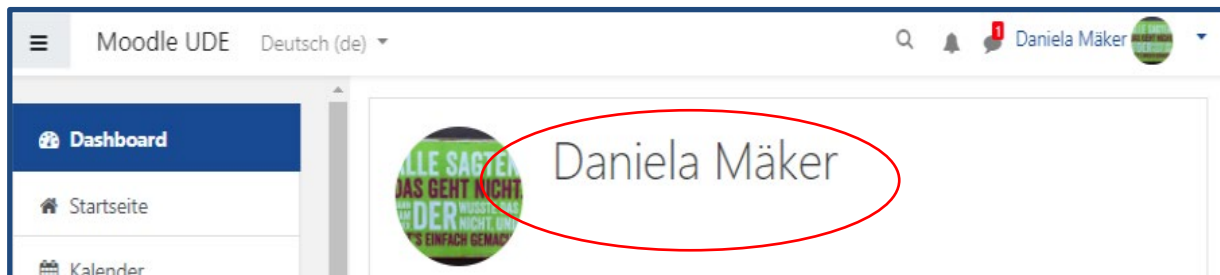 Moodle UDE Deutsch (de) 1 Daniela Mäker
Dashboard
Startseite
Kalender
Daniela Mäker
ALLE SAGTEN
DAS GEHT NICHT.
DER WUSSTE DAS
NICHT, UND
EINFACH GEMACHT